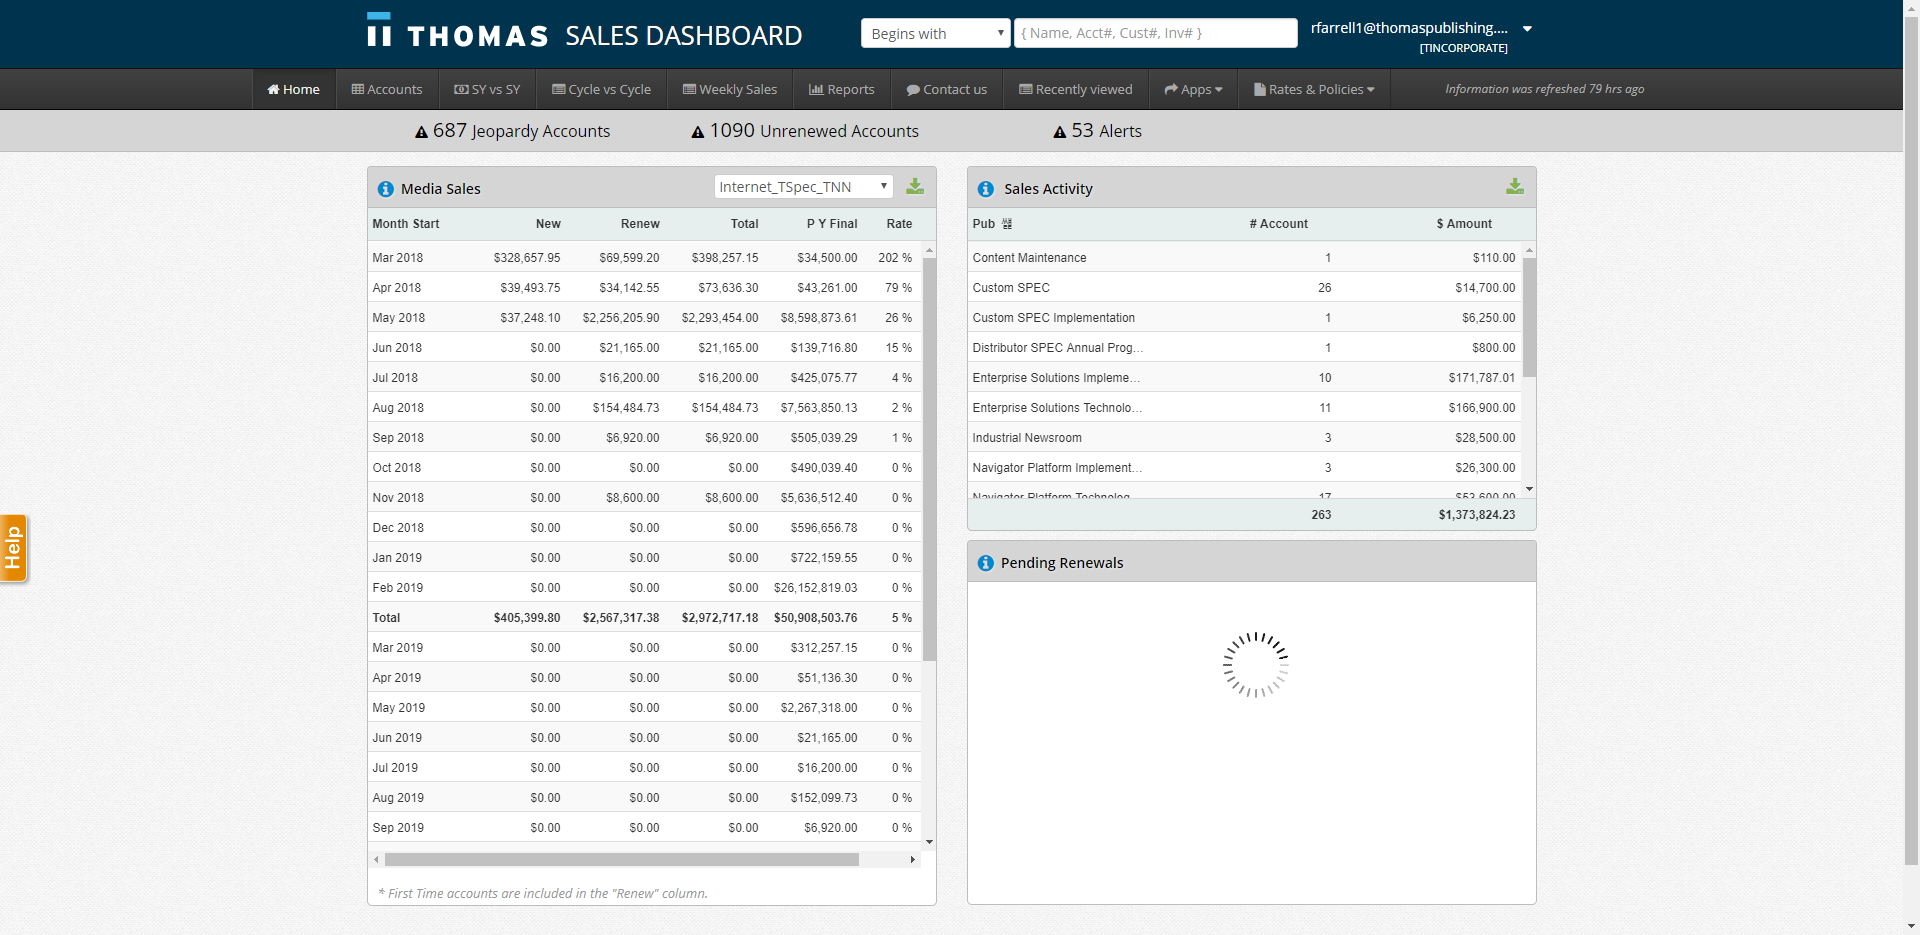 THOMAS SALES DASHBOARD
Begins with
{ Name, Acct#, Cust#, Inv# }
rfarrell1@thomaspublishing....
[TINCORPORATE]
Home Accounts SY vs SY Cycle vs Cycle Weekly Sales Reports Contact us Recently viewed Apps Rates & Policies Information was refreshed 79 hrs ago
687 Jeopardy Accounts 1090 Unrenewed Accounts 53 Alerts
Media Sales Internet_TSpec_TNN
Month Start New Renew Total P Y Final Rate
Mar 2018 $328,657.95 $69,599.20 $398,257.15 $34,500.00 202 %
Apr 2018 $39,493.75 $34,142.55 $73,636.30 $43,261.00 79 %
May 2018 $37,248.10 $2,256,205.90 $2,293,454.00 $8,598,873.61 26 %
Jun 2018 $0.00 $21,165.00 $21,165.00 $139,716.80 15 %
Jul 2018 $0.00 $16,200.00 $16,200.00 $425,075.77 4 %
Aug 2018 $0.00 $154,484.73 $154,484.73 $7,563,850.13 2 %
Sep 2018 $0.00 $6,920.00 $6,920.00 $505,039.29 1 %
Oct 2018 $0.00 $0.00 $0.00 $490,039.40 0 %
Nov 2018 $0.00 $8,600.00 $8,600.00 $5,636,512.40 0 %
Dec 2018 $0.00 $0.00 $0.00 $596,656.78 0 %
Jan 2019 $0.00 $0.00 $0.00 $722,159.55 0 %
Feb 2019 $0.00 $0.00 $0.00 $26,152,819.03 0 %
Total $405,399.80 $2,567,317.38 $2,972,717.18 $50,908,503.76 5 %
Mar 2019 $0.00 $0.00 $0.00 $312,257.15 0 %
Apr 2019 $0.00 $0.00 $0.00 $51,136.30 0 %
May 2019 $0.00 $0.00 $0.00 $2,267,318.00 0 %
Jun 2019 $0.00 $0.00 $0.00 $21,165.00 0 %
Jul 2019 $0.00 $0.00 $0.00 $16,200.00 0 %
Aug 2019 $0.00 $0.00 $0.00 $152,099.73 0 %
Sep 2019 $0.00 $0.00 $0.00 $6,920.00 0 %
* First Time accounts are included in the "Renew" column.
Sales Activity
Pub # Account $ Amount
Content Maintenance 1 $110.00
Custom SPEC 26 $14,700.00
Custom SPEC Implementation 1 $6,250.00
Distributor SPEC Annual Prog... 1 $800.00
Enterprise Solutions Impleme... 10 $171,787.01
Enterprise Solutions Technolo... 11 $166,900.00
Industrial Newsroom 3 $28,500.00
Navigator Platform Implement... 3 $26,300.00
Navigator Platform Technolog... 17 $53,600.00
263 $1,373,824.23
Pending Renewals
Help